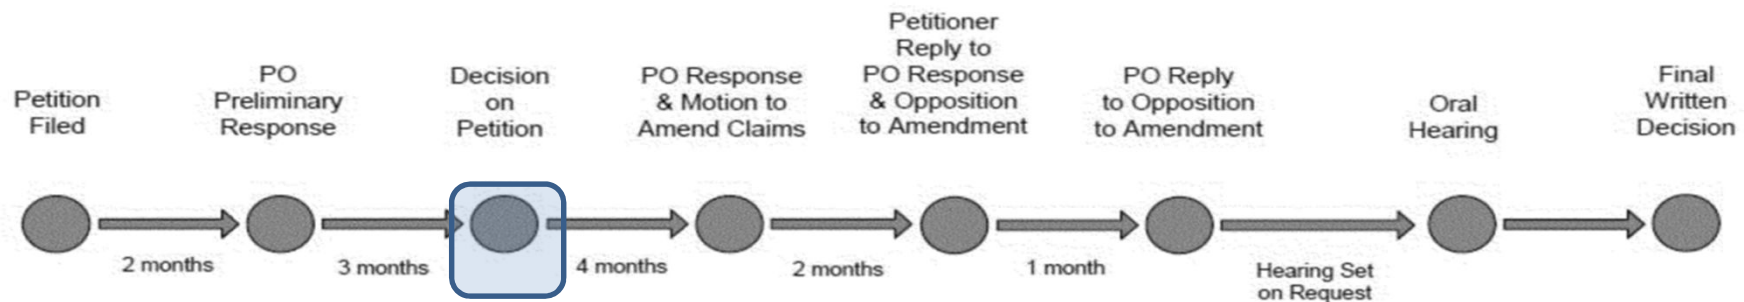 Petition
Filed
PO
Preliminary
Response
Decision
on
Petition
PO Response
& Motion to
Amend Claims
Petitioner
Reply to
PO Response
& Opposition
to Amendment
PO Reply
to Opposition
to Amendment
Oral
Hearing
Final
Written
Decision
2 months
3 months
4 months
2 months
1 month
Hearing Set
on Request